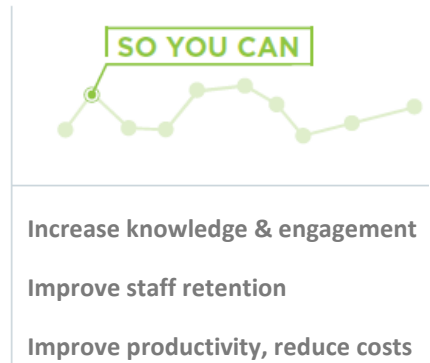 SO YOU CAN
Increase knowledge & engagement
Improve staff retention
Improve productivity, reduce costs